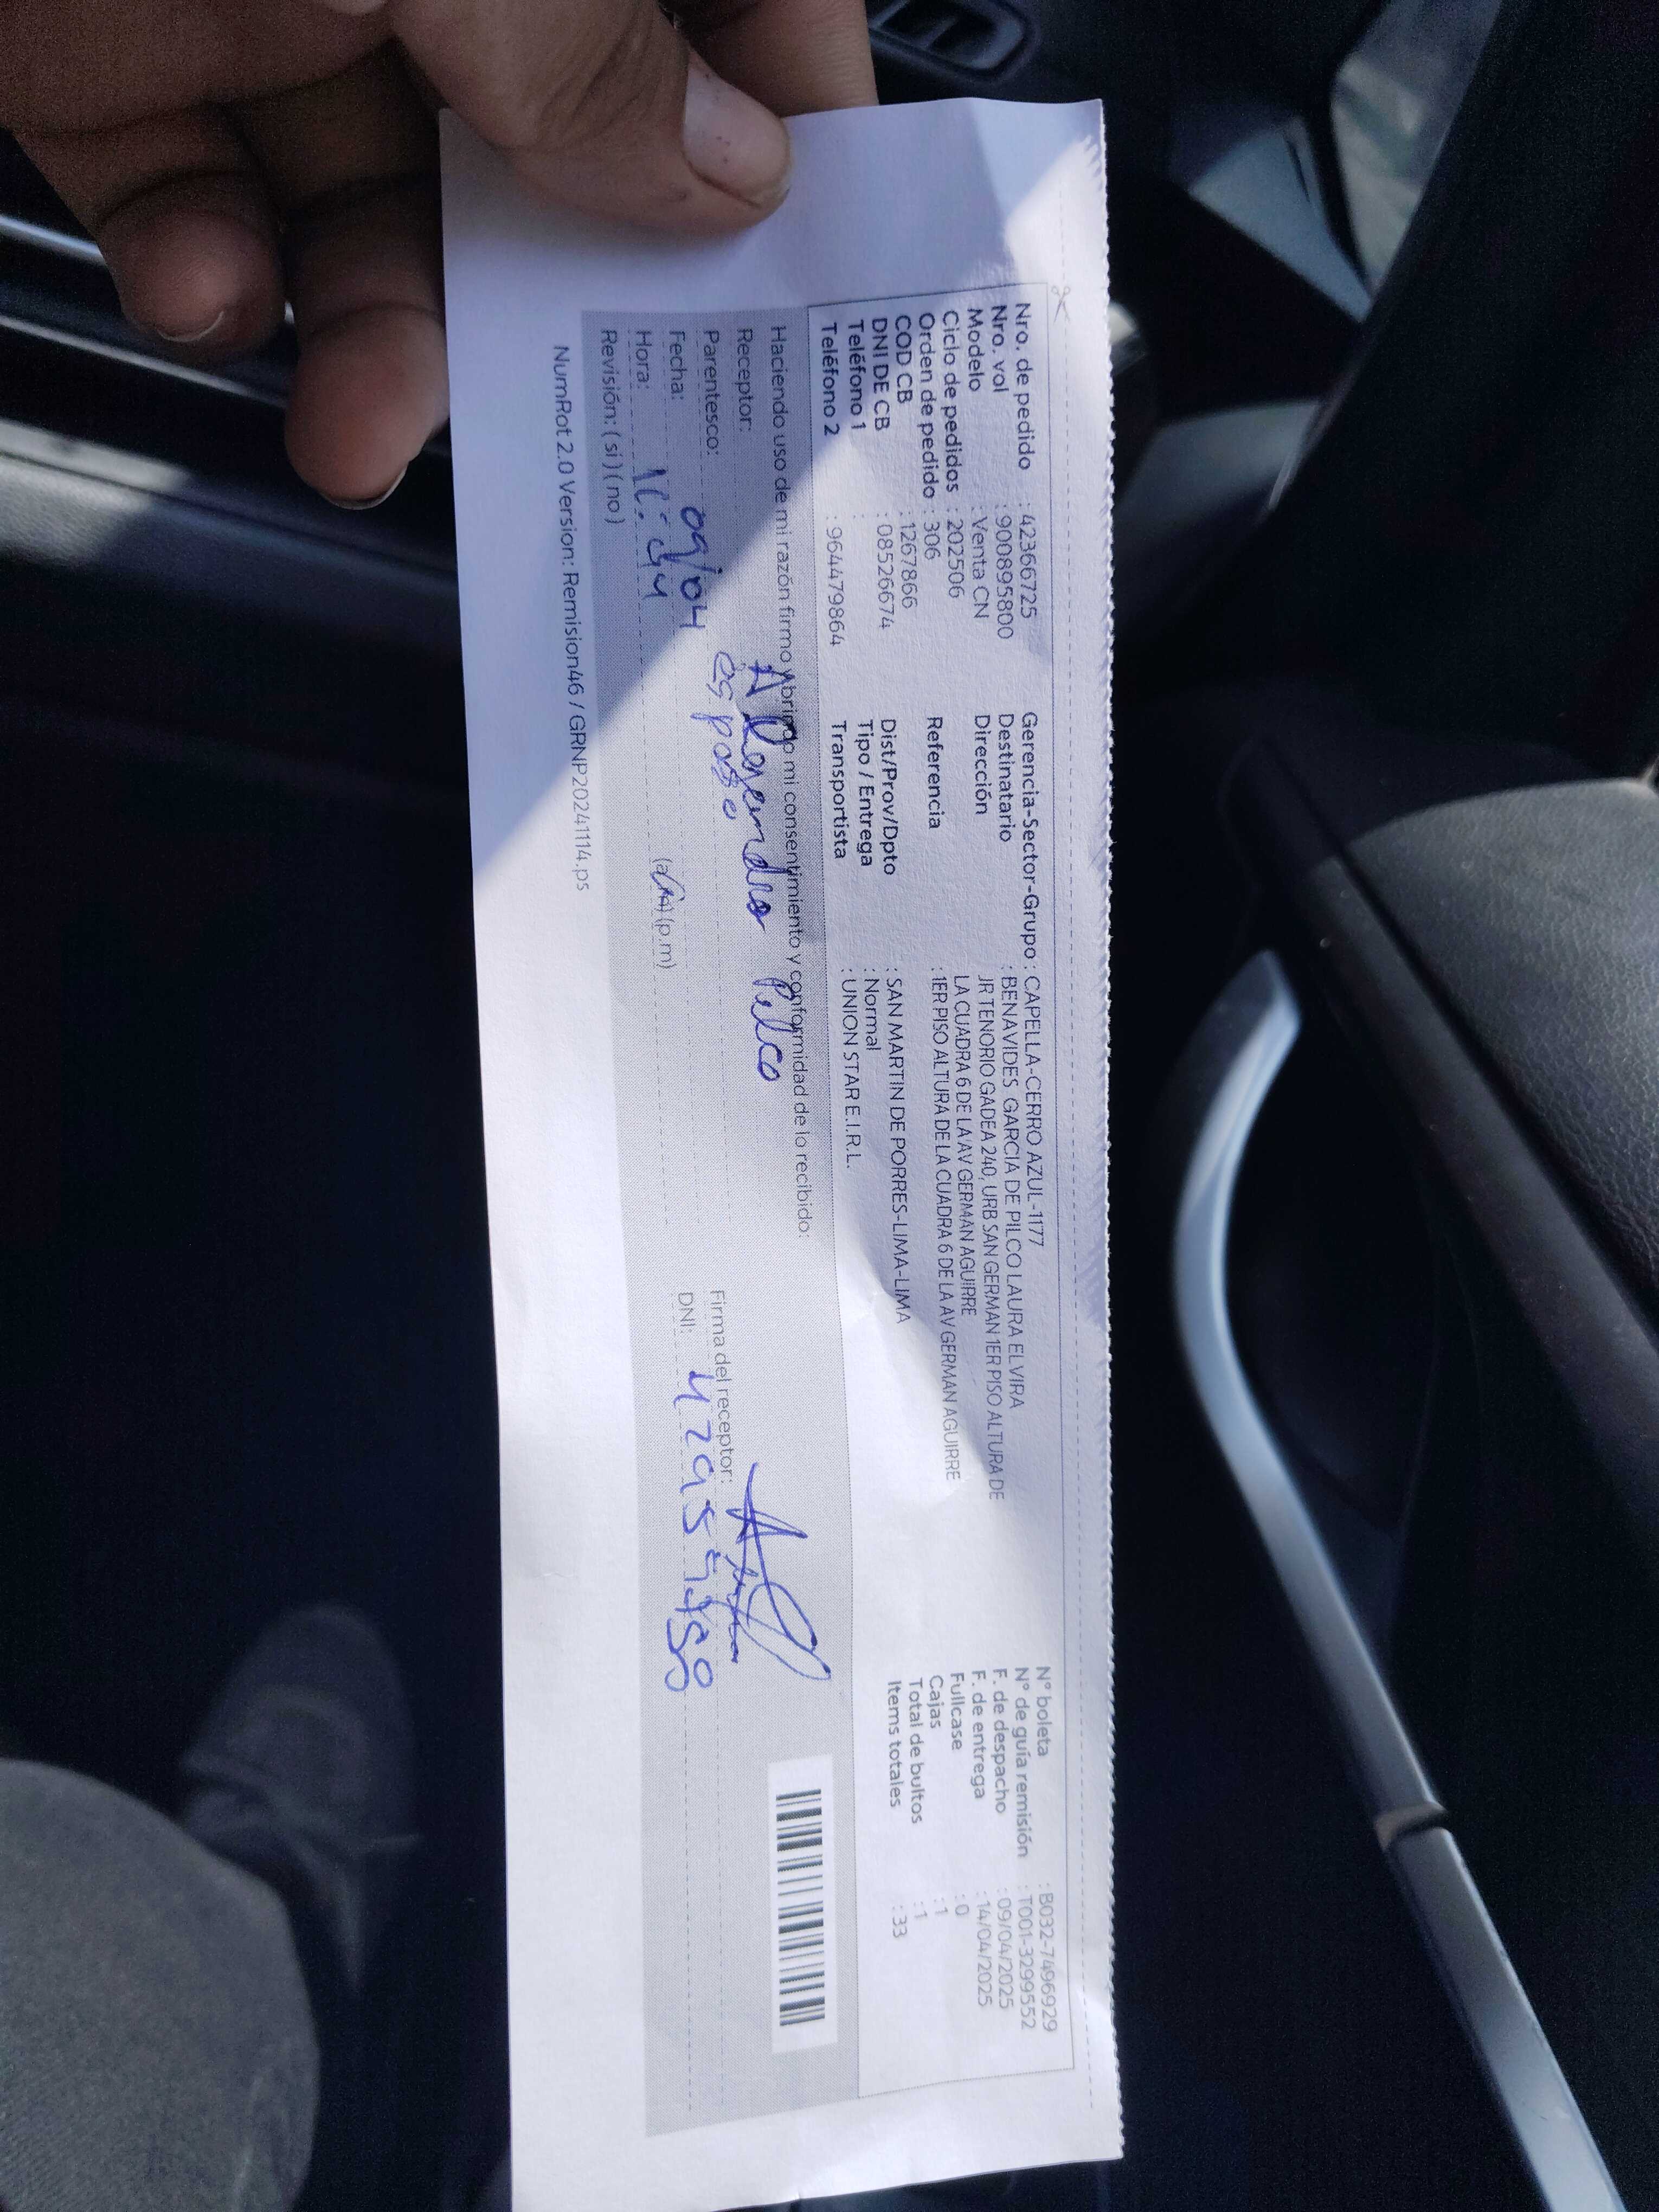 Nro. de pedido : 42366725
Nro. vol : 900895800
Modelo : Venta CN
Ciclo de pedidos : 202506
Orden de pedido : 306
COD CB : 1267866
DNI DE CB : 08526674
Teléfono 1 :
Teléfono 2 : 964479864
Gerencia-Sector-Grupo : CAPELLA-CERRO AZUL-1177
Destinatario : BENAVIDES GARCIA DE PILCO LAURA ELVIRA
Dirección JR TENORIO GADEA 240, URB SAN GERMAN 1ER PISO ALTURA DE
LA CUADRA 6 DE LA AV GERMAN AGUIRRE
Referencia : 1ER PISO ALTURA DE LA CUADRA 6 DE LA AV GERMAN AGUIRRE
Dist/Prov/Dpto : SAN MARTIN DE PORRES-LIMA-LIMA
Tipo / Entrega : Normal
Transportista : UNION STAR E.I.R.L.
N° boleta : B032-7496929
N° de guía remisión : T001-3299552
F. de despacho : 09/04/2025
F. de entrega : 14/04/2025
Fullcase : 0
Cajas : 1
Total de bultos : 1
Items totales : 33
Haciendo uso de mi razón firmo y brindo mi consentimiento y conformidad de lo recibido:
Receptor: Pilco
Parentesco: esposo
Fecha: 09/04
Hora: (p.m)
Revisión: ( si ) ( no )
Firma del receptor:
DNI:
NumRot 2.0 Version: Remision46 / GRNP20241114.ps